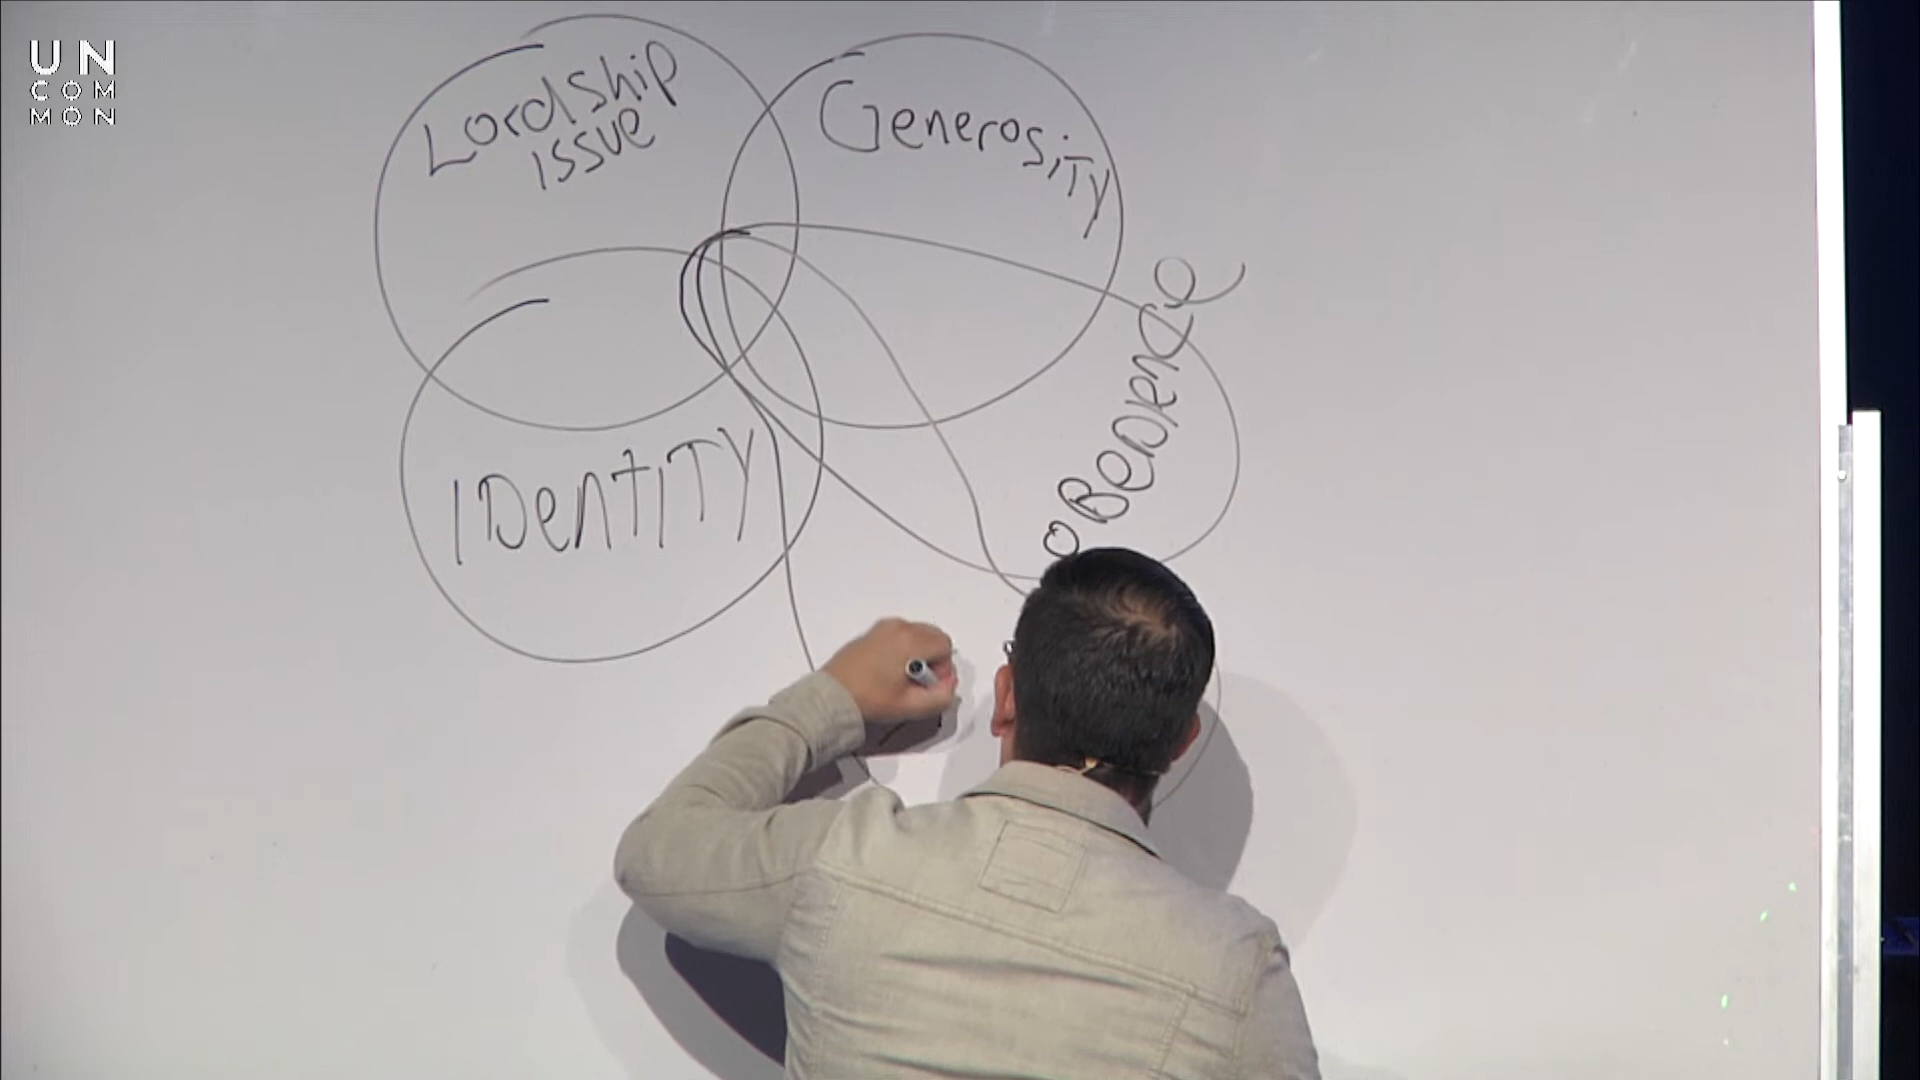 UN
COM
MON
Lordship
issue
Generosity
IDentITY
oBeDience